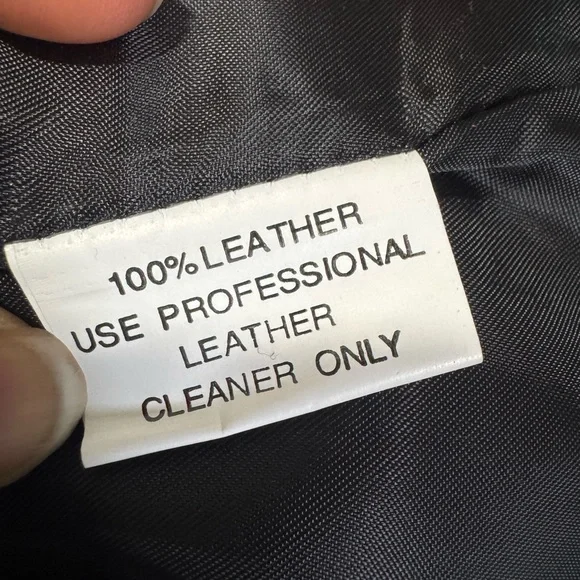 100% LEATHER
USE PROFESSIONAL
LEATHER
CLEANER ONLY